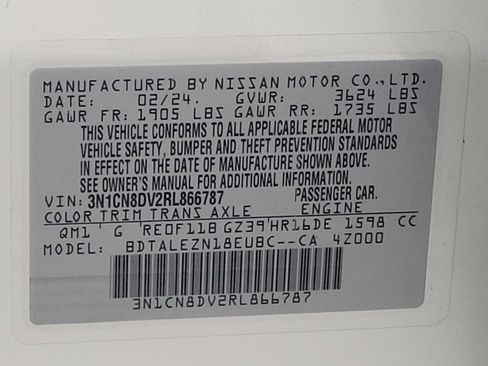 MANUFACTURED BY NISSAN MOTOR CO., LTD.
DATE: 02/24. GVWR: 3624 LBS
GAWR FR: 1905 LBS GAWR RR: 1735 LBS
THIS VEHICLE CONFORMS TO ALL APPLICABLE FEDERAL MOTOR
VEHICLE SAFETY, BUMPER AND THEFT PREVENTION STANDARDS
IN EFFECT ON THE DATE OF MANUFACTURE SHOWN ABOVE.
SEE OWNER'S MANUAL FOR ADDITIONAL INFORMATION
VIN: 3N1CN8DV2RL866787 PASSENGER CAR.
COLOR TRIM TRANS AXLE ENGINE
QM1 ' G 'RE0F11B GZ39'HR16DE 1598 CC
MODEL: BDTALEZN18EUBC--CA 4Z000
3N1CN8DV2RL866787